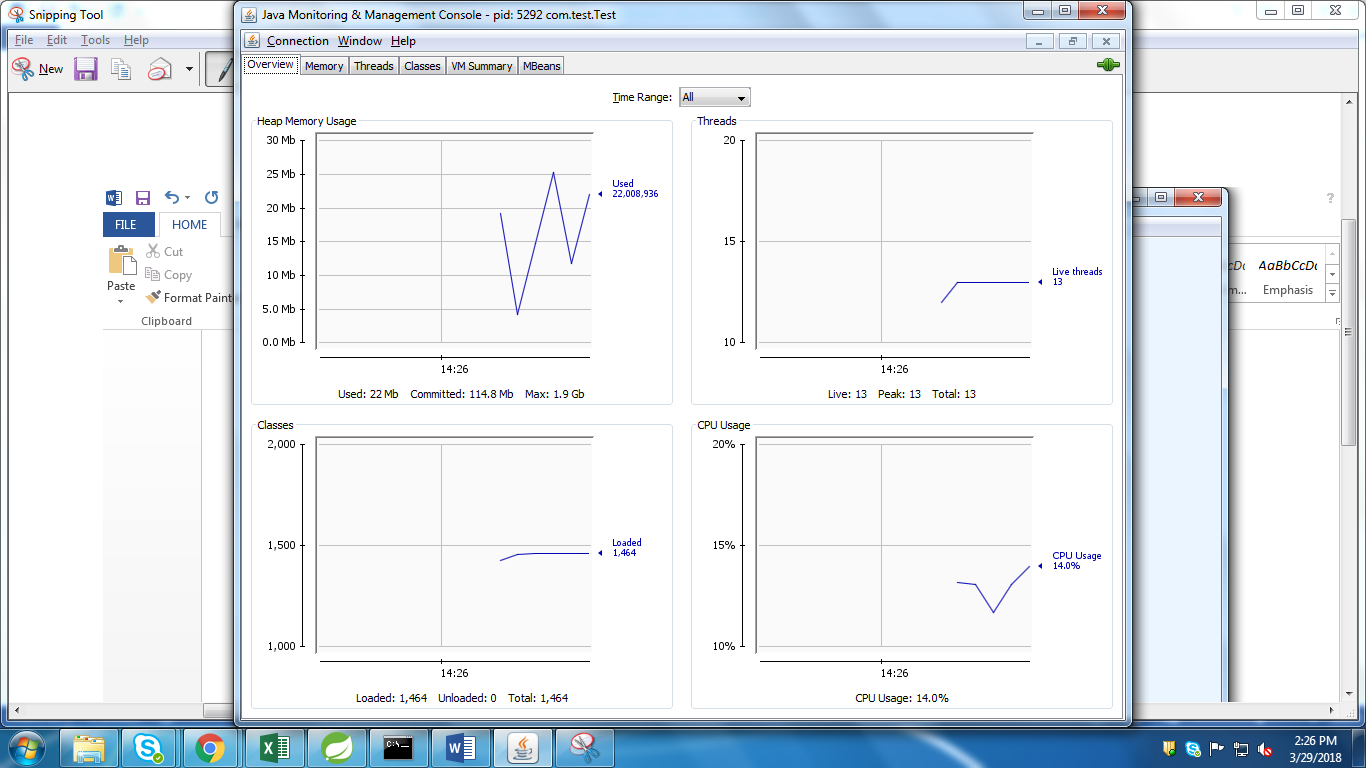 Snipping Tool
File Edit Tools Help
New
Java Monitoring & Management Console - pid: 5292 com.test.Test
Connection Window Help
Overview Memory Threads Classes VM Summary MBeans
Time Range: All
Heap Memory Usage
30 Mb
25 Mb
20 Mb
15 Mb
10 Mb
5.0 Mb
0.0 Mb
Used
22,008,936
14:26
Used: 22 Mb Committed: 114.8 Mb Max: 1.9 Gb
Threads
20
15
10
Live threads
13
14:26
Live: 13 Peak: 13 Total: 13
Classes
2,000
1,500
1,000
Loaded
1,464
14:26
Loaded: 1,464 Unloaded: 0 Total: 1,464
CPU Usage
20%
15%
10%
CPU Usage
14.0%
14:26
CPU Usage: 14.0%
FILE HOME
Cut
Copy
Format Paint
Paste
Clipboard
?
AaBbCcDc
Emphasis
C:\
2:26 PM
3/29/2018